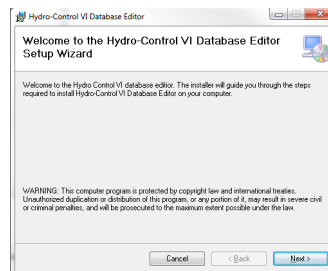 Hydro-Control VI Database Editor
Welcome to the Hydro-Control VI Database Editor
Setup Wizard
Welcome to the Hydro Control VI database editior. The installer will guide you through the steps
required to install Hydro-Control VI Database Editor on your computer.
WARNING: This computer program is protected by copyright law and international treaties.
Unauthorized duplication or distribution of this program, or any portion of it, may result in severe civil
or criminal penalties, and will be prosecuted to the maximum extent possible under the law.
Cancel < Back Next >